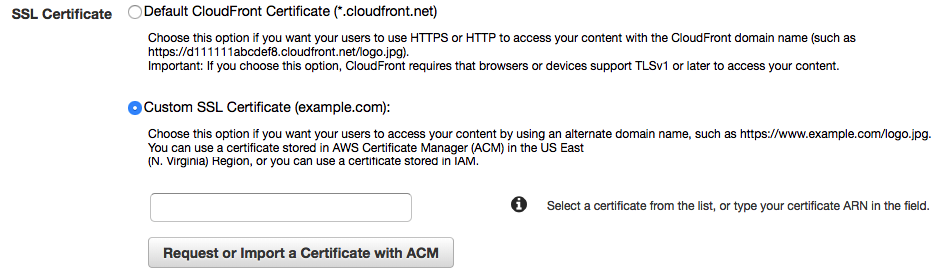 SSL Certificate Default CloudFront Certificate (*.cloudfront.net)
Choose this option if you want your users to use HTTPS or HTTP to access your content with the CloudFront domain name (such as
https://d111111abcdef8.cloudfront.net/logo.jpg).
Important: If you choose this option, CloudFront requires that browsers or devices support TLSv1 or later to access your content.
Custom SSL Certificate (example.com):
Choose this option if you want your users to access your content by using an alternate domain name, such as https://www.example.com/logo.jpg.
You can use a certificate stored in AWS Certificate Manager (ACM) in the US East
(N. Virginia) Region, or you can use a certificate stored in IAM.
Select a certificate from the list, or type your certificate ARN in the field.
Request or Import a Certificate with ACM